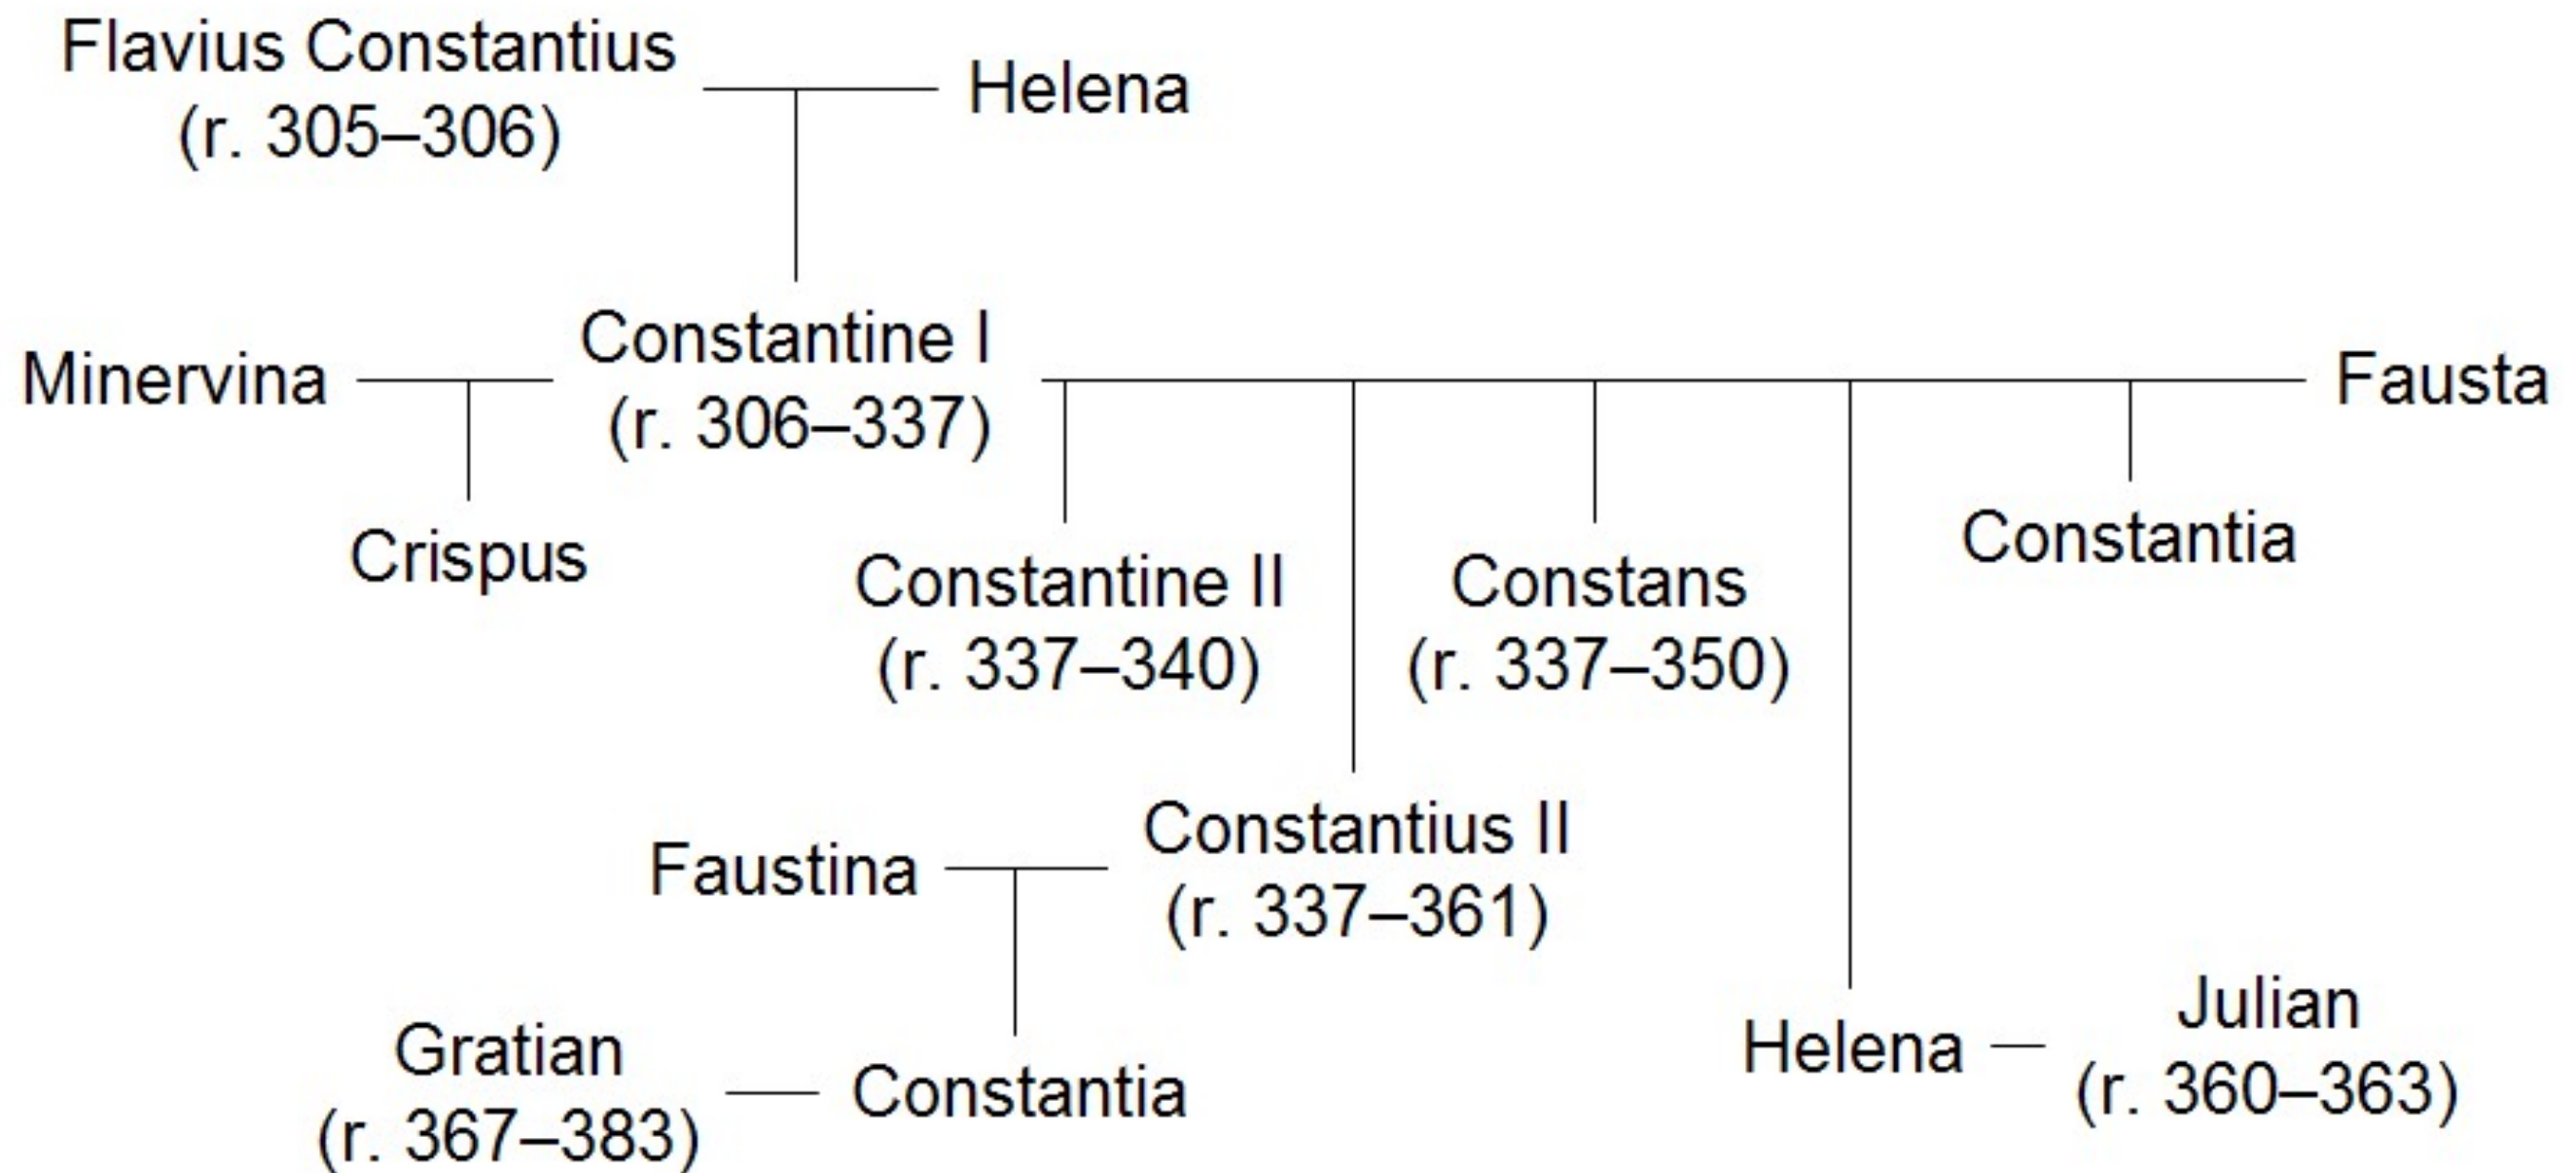 Flavius Constantius
(r. 305–306)
Helena
Minervina
Constantine I
(r. 306–337)
Fausta
Crispus
Constantine II
(r. 337–340)
Constans
(r. 337–350)
Constantia
Faustina
Constantius II
(r. 337–361)
Gratian
(r. 367–383)
Constantia
Helena
Julian
(r. 360–363)